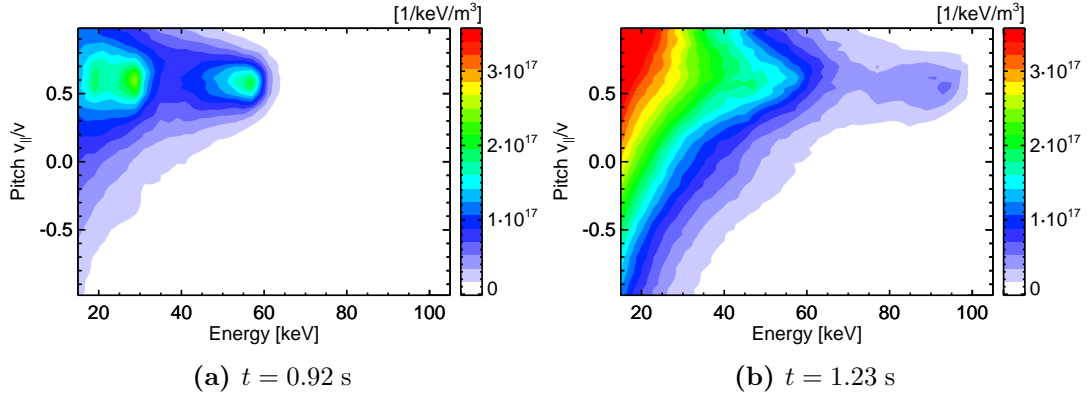 [1/keV/m³]
Pitch v||/v
0.5
0.0
-0.5
20 40 60 80 100
Energy [keV]
3·10¹⁷
2·10¹⁷
1·10¹⁷
0
(a) t = 0.92 s
[1/keV/m³]
Pitch v||/v
0.5
0.0
-0.5
20 40 60 80 100
Energy [keV]
3·10¹⁷
2·10¹⁷
1·10¹⁷
0
(b) t = 1.23 s